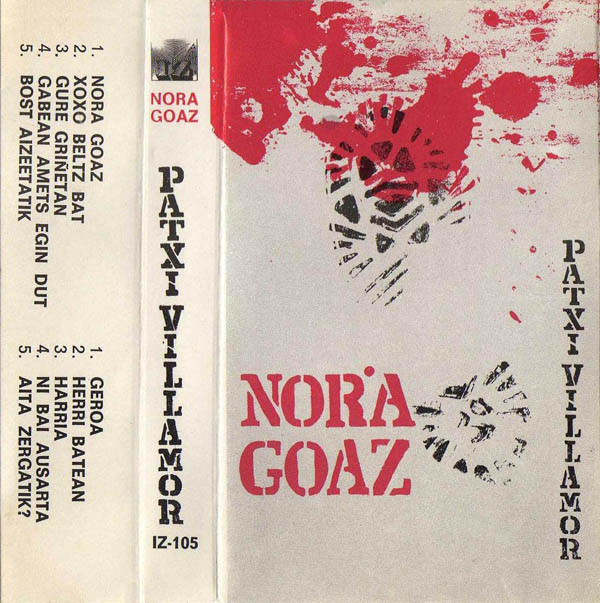 1. NORA GOAZ
2. XOXO BELTZ BAT
3. GURE GRINETAN
4. GABEAN AMETS EGIN DUT
5. BOST AIZEETATIK
1. GEROA
2. HERRI BATEAN
3. HARRIA
4. NI BAI AUSARTA
5. AITA ZERGATIK?
NORA
GOAZ
PATXI VILLAMOR
IZ-105
NORA
GOAZ
PATXI VILLAMOR